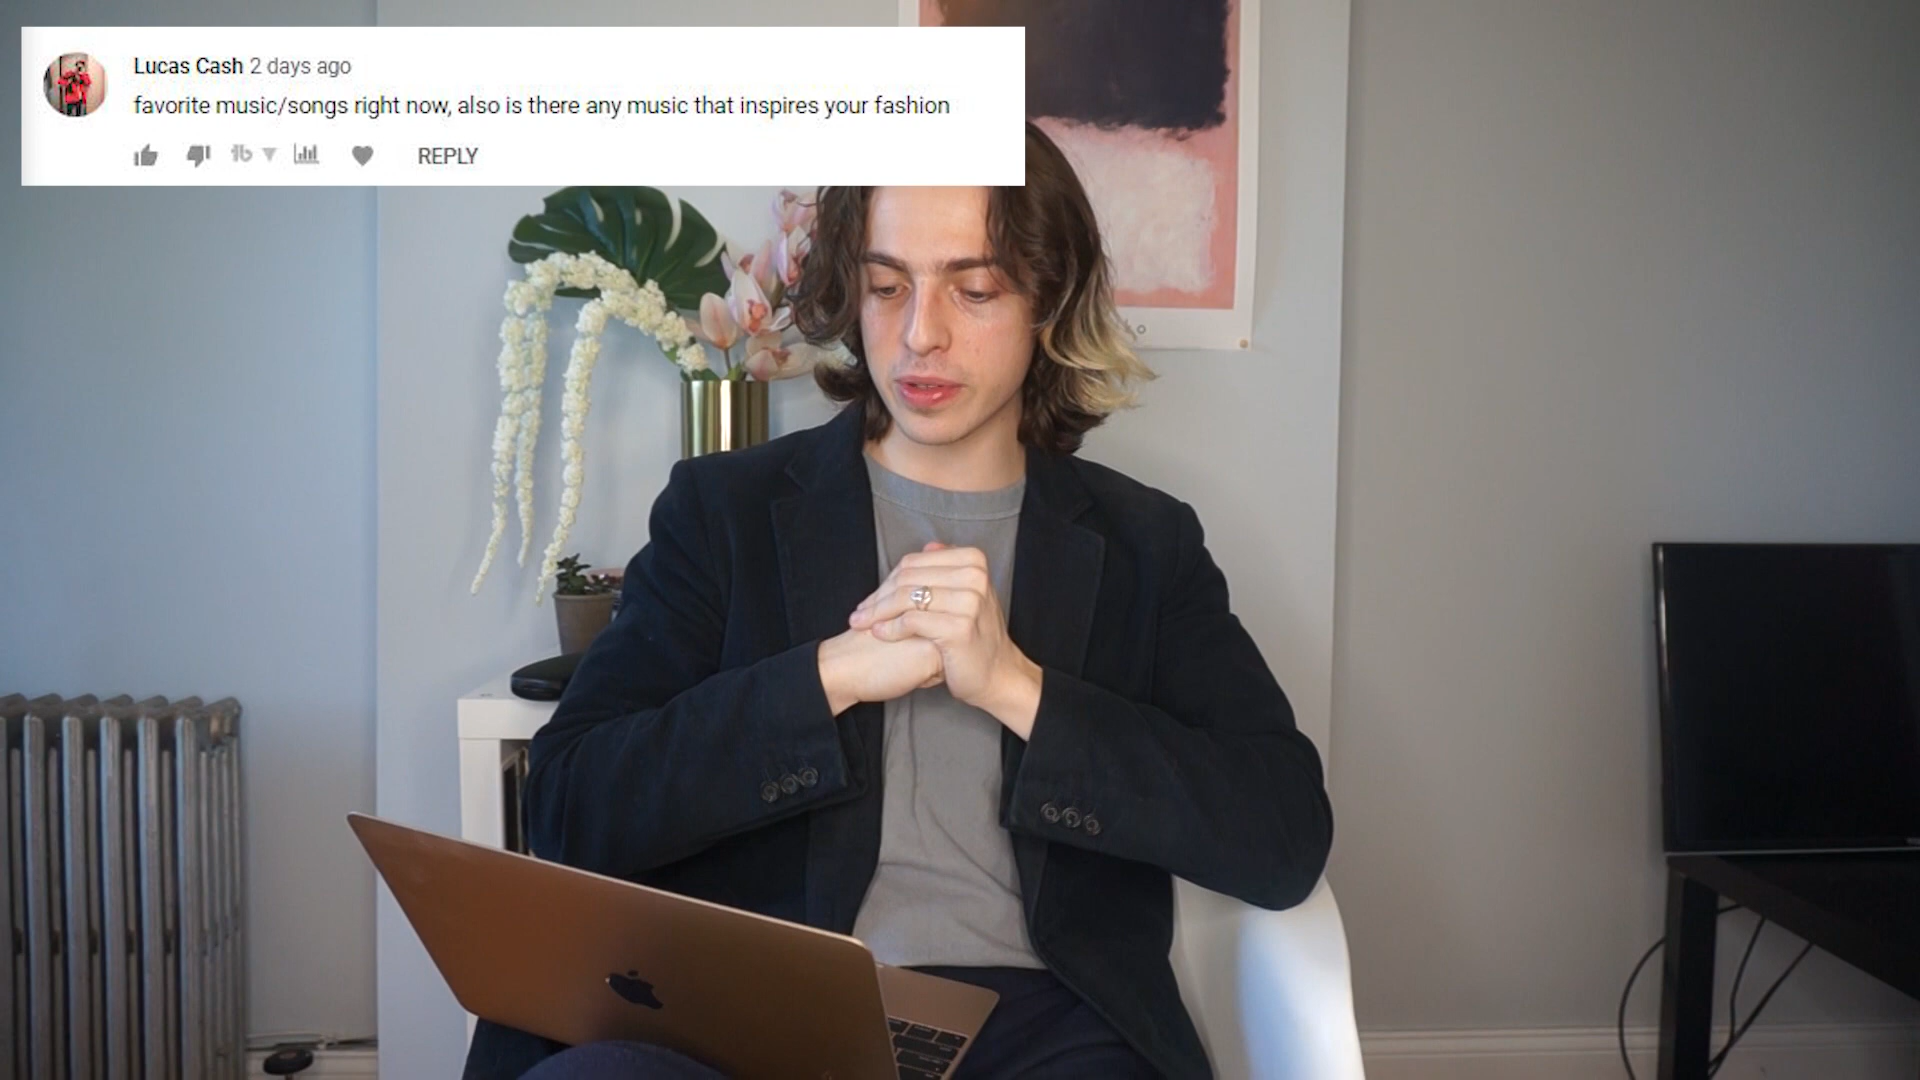 Lucas Cash 2 days ago
favorite music/songs right now, also is there any music that inspires your fashion
REPLY